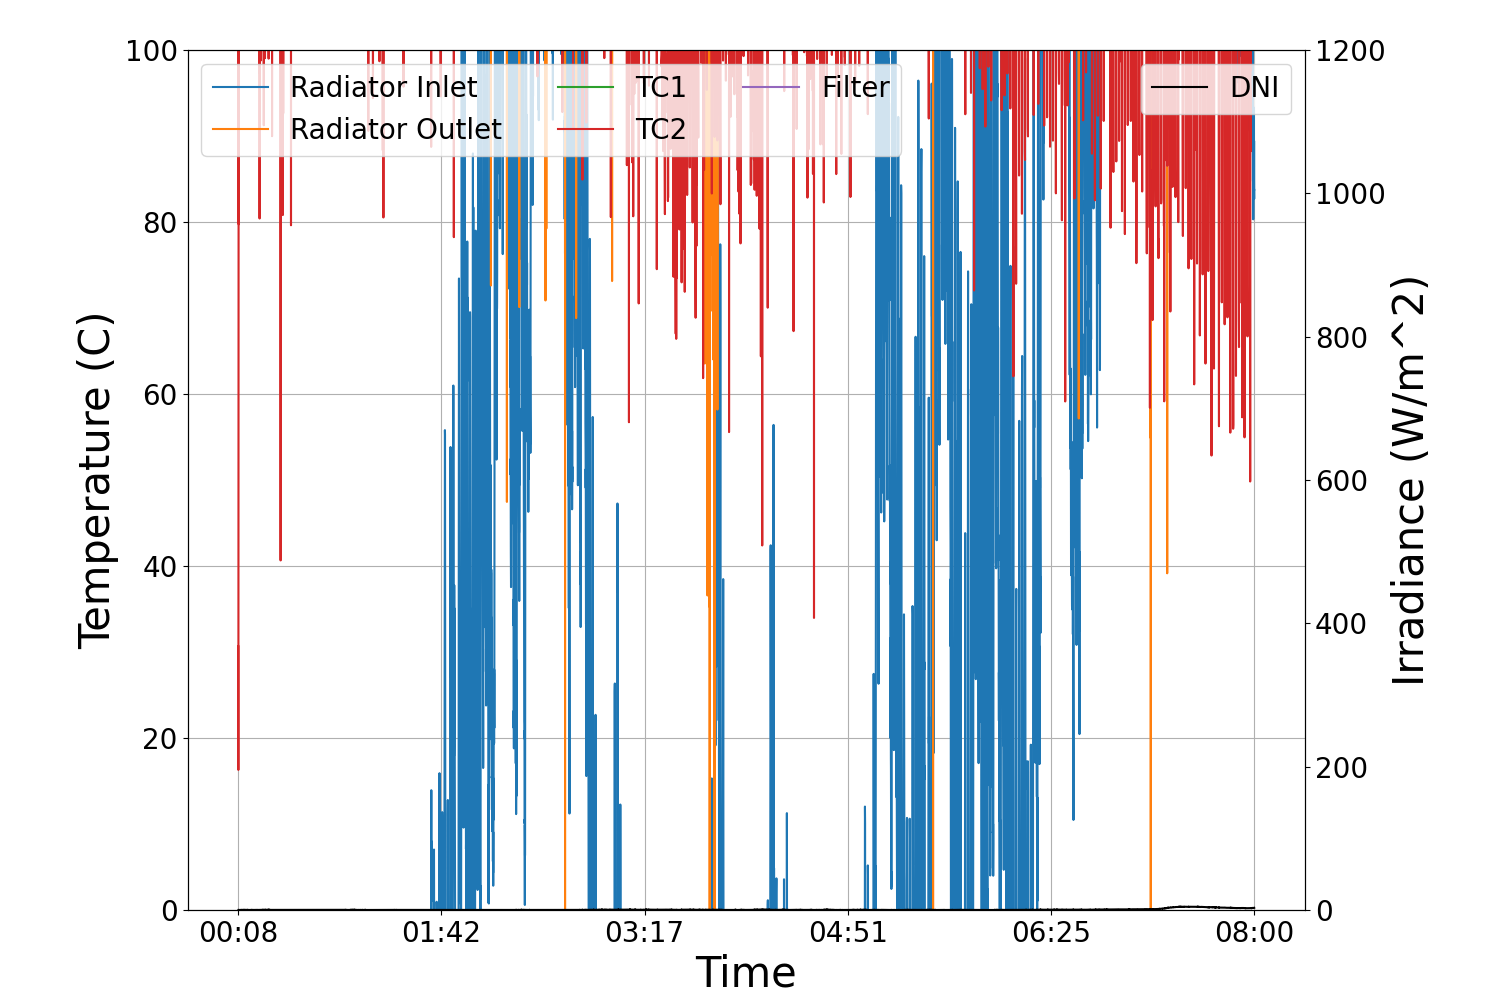 100
80
60
40
20
0
Temperature (C)
Radiator Inlet
Radiator Outlet
TC1
TC2
Filter
DNI
1200
1000
800
600
400
200
0
Irradiance (W/m^2)
00:08 01:42 03:17 04:51 06:25 08:00
Time